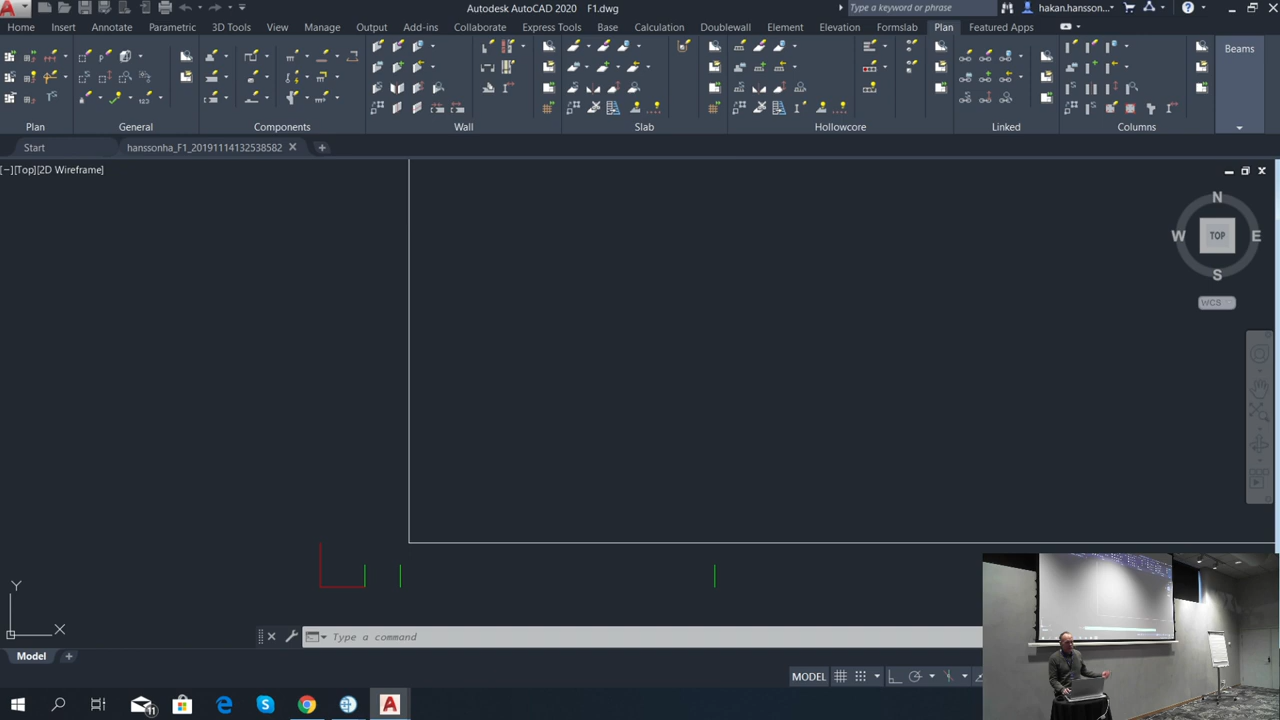 Autodesk AutoCAD 2020 F1.dwg
Type a keyword or phrase
hakan.hansson...
Home Insert Annotate Parametric 3D Tools View Manage Output Add-ins Collaborate Express Tools Base Calculation Doublewall Element Elevation Formslab Plan Featured Apps
Beams
Plan General Components Wall Slab Hollowcore Linked Columns
Start hanssonha_F1_20191114132538582
[−][Top][2D Wireframe]
N
W TOP E
S
WCS
Y
X
Type a command
Model
MODEL
11